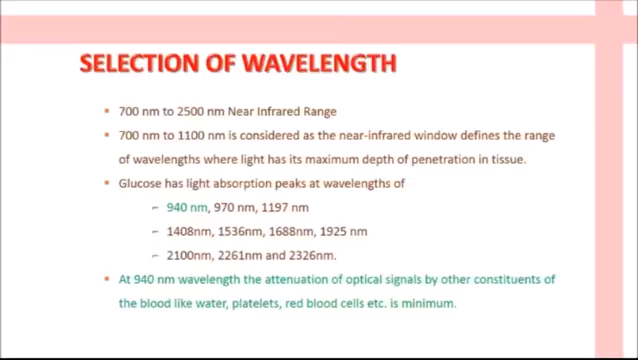 SELECTION OF WAVELENGTH
▪ 700 nm to 2500 nm Near Infrared Range
▪ 700 nm to 1100 nm is considered as the near-infrared window defines the range
of wavelengths where light has its maximum depth of penetration in tissue.
▪ Glucose has light absorption peaks at wavelengths of
– 940 nm, 970 nm, 1197 nm
– 1408nm, 1536nm, 1688nm, 1925 nm
– 2100nm, 2261nm and 2326nm.
▪ At 940 nm wavelength the attenuation of optical signals by other constituents of
the blood like water, platelets, red blood cells etc. is minimum.